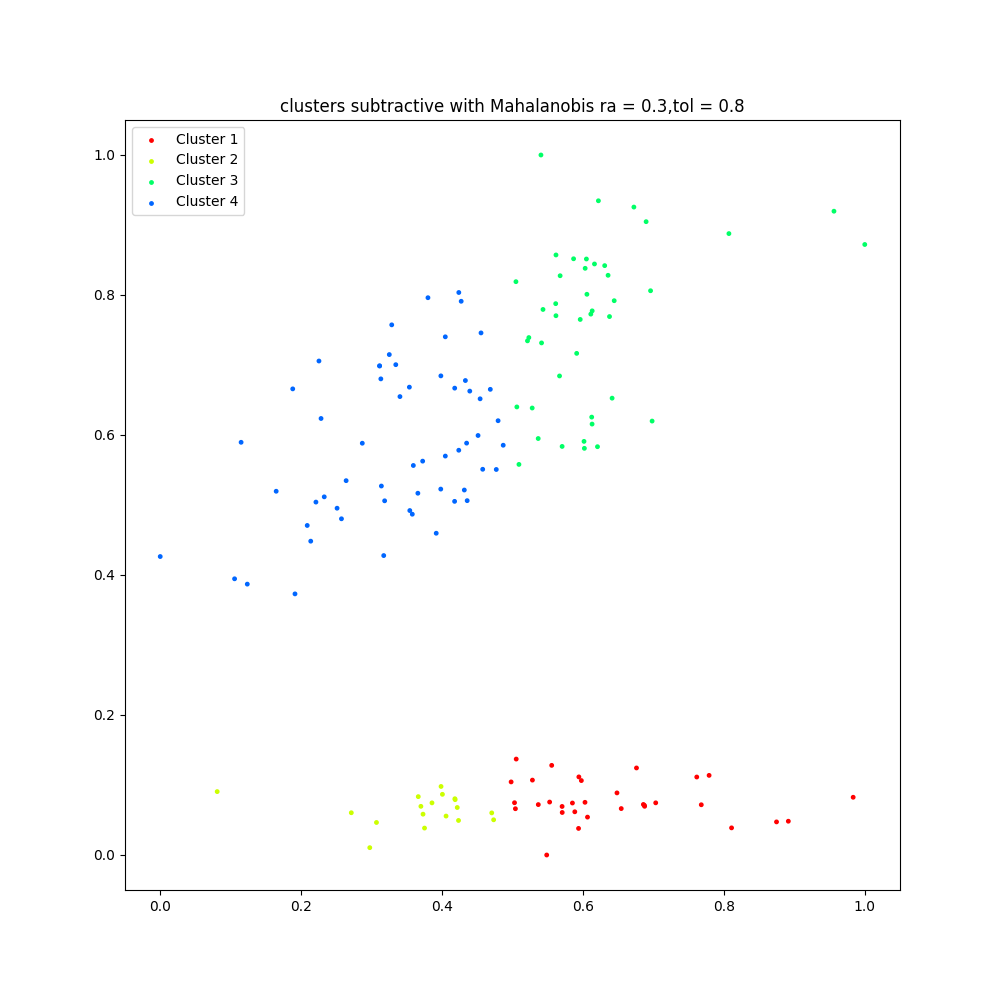 clusters subtractive with Mahalanobis ra = 0.3,tol = 0.8
Cluster 1
Cluster 2
Cluster 3
Cluster 4
1.0
0.8
0.6
0.4
0.2
0.0
0.0 0.2 0.4 0.6 0.8 1.0